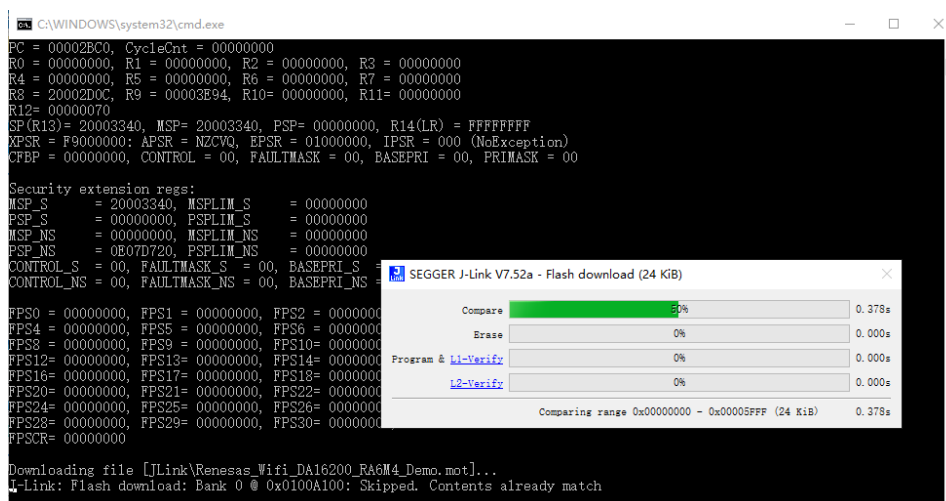 C:\WINDOWS\system32\cmd.exe
PC = 00002BC0, CycleCnt = 00000000
R0 = 00000000, R1 = 00000000, R2 = 00000000, R3 = 00000000
R4 = 00000000, R5 = 00000000, R6 = 00000000, R7 = 00000000
R8 = 20002D0C, R9 = 00003E94, R10= 00000000, R11= 00000000
R12= 00000070
SP(R13)= 20003340, MSP= 20003340, PSP= 00000000, R14(LR) = FFFFFFFF
XPSR = F9000000: APSR = NZCVQ, EPSR = 01000000, IPSR = 000 (NoException)
CFBP = 00000000, CONTROL = 00, FAULTMASK = 00, BASEPRI = 00, PRIMASK = 00
Security extension regs:
MSP_S = 20003340, MSPLIM_S = 00000000
PSP_S = 00000000, PSPLIM_S = 00000000
MSP_NS = 00000000, MSPLIM_NS = 00000000
PSP_NS = 0E07D720, PSPLIM_NS = 00000000
CONTROL_S = 00, FAULTMASK_S = 00, BASEPRI_S =
CONTROL_NS = 00, FAULTMASK_NS = 00, BASEPRI_NS =
FPS0 = 00000000, FPS1 = 00000000, FPS2 = 0000000
FPS4 = 00000000, FPS5 = 00000000, FPS6 = 0000000
FPS8 = 00000000, FPS9 = 00000000, FPS10= 0000000
FPS12= 00000000, FPS13= 00000000, FPS14= 0000000
FPS16= 00000000, FPS17= 00000000, FPS18= 0000000
FPS20= 00000000, FPS21= 00000000, FPS22= 0000000
FPS24= 00000000, FPS25= 00000000, FPS26= 0000000
FPS28= 00000000, FPS29= 00000000, FPS30= 0000000
FPSCR= 00000000
Downloading file [JLink\Renesas_Wifi_DA16200_RA6M4_Demo.mot]...
J-Link: Flash download: Bank 0 @ 0x0100A100: Skipped. Contents already match
SEGGER J-Link V7.52a - Flash download (24 KiB)
Compare 50% 0.378s
Erase 0% 0.000s
Program & L1-Verify 0% 0.000s
L2-Verify 0% 0.000s
Comparing range 0x00000000 - 0x00005FFF (24 KiB) 0.378s